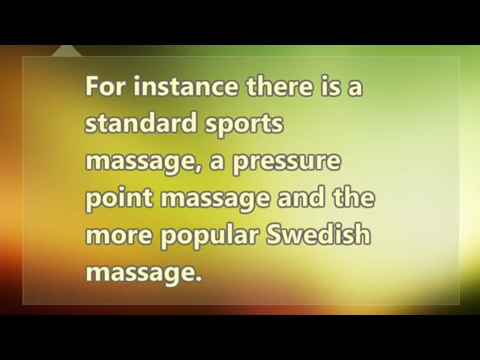 For instance there is a
standard sports
massage, a pressure
point massage and the
more popular Swedish
massage.